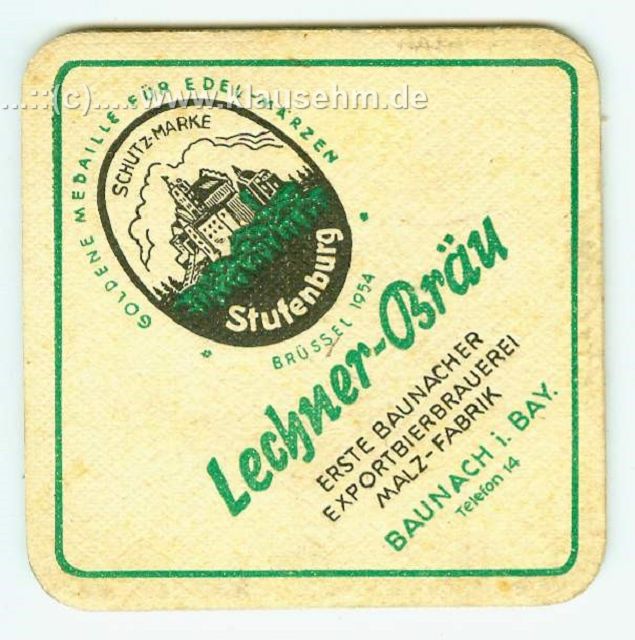 ...::(c).... www.klausehm.de
GOLDENE MEDAILLE FÜR EDEL-MÄRZEN
SCHUTZ-MARKE
Stufenburg
BRÜSSEL 1954
Lechner-Bräu
ERSTE BAUNACHER
EXPORTBIERBRAUEREI
MALZ-FABRIK
BAUNACH i. BAY.
Telefon 14